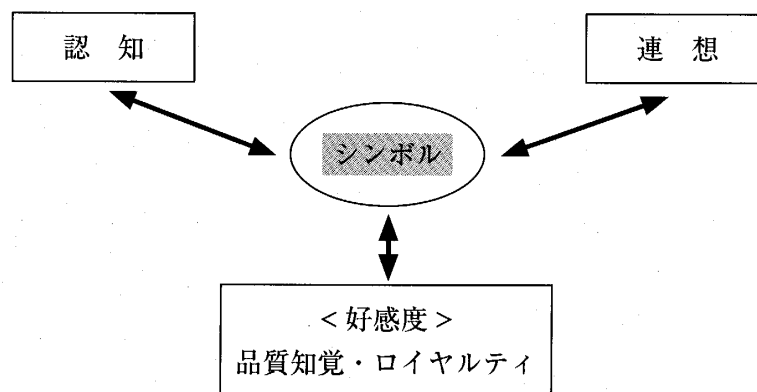 認 知
連 想
シンボル
<好感度>
品質知覚・ロイヤルティ